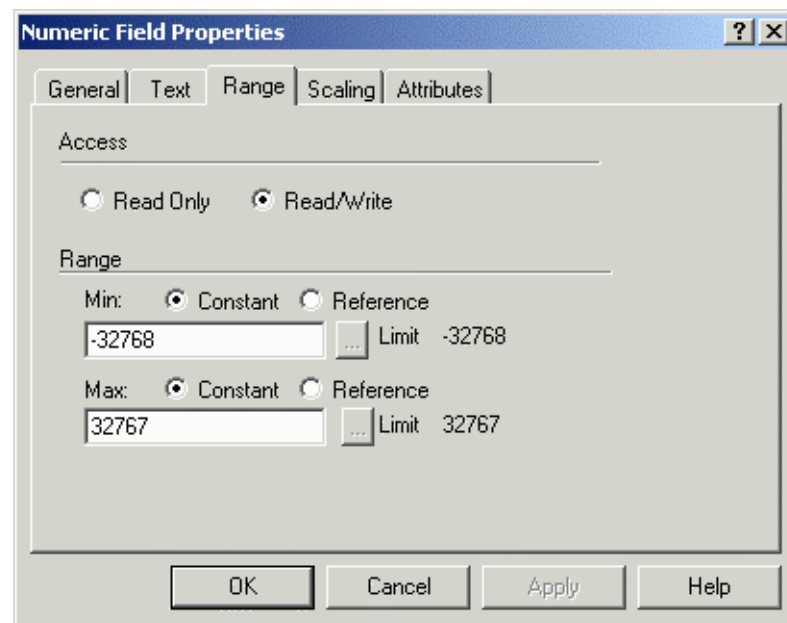 Numeric Field Properties ? X
General Text Range Scaling Attributes
Access
Read Only Read/Write
Range
Min: Constant Reference
-32768 ... Limit -32768
Max: Constant Reference
32767 ... Limit 32767
OK Cancel Apply Help